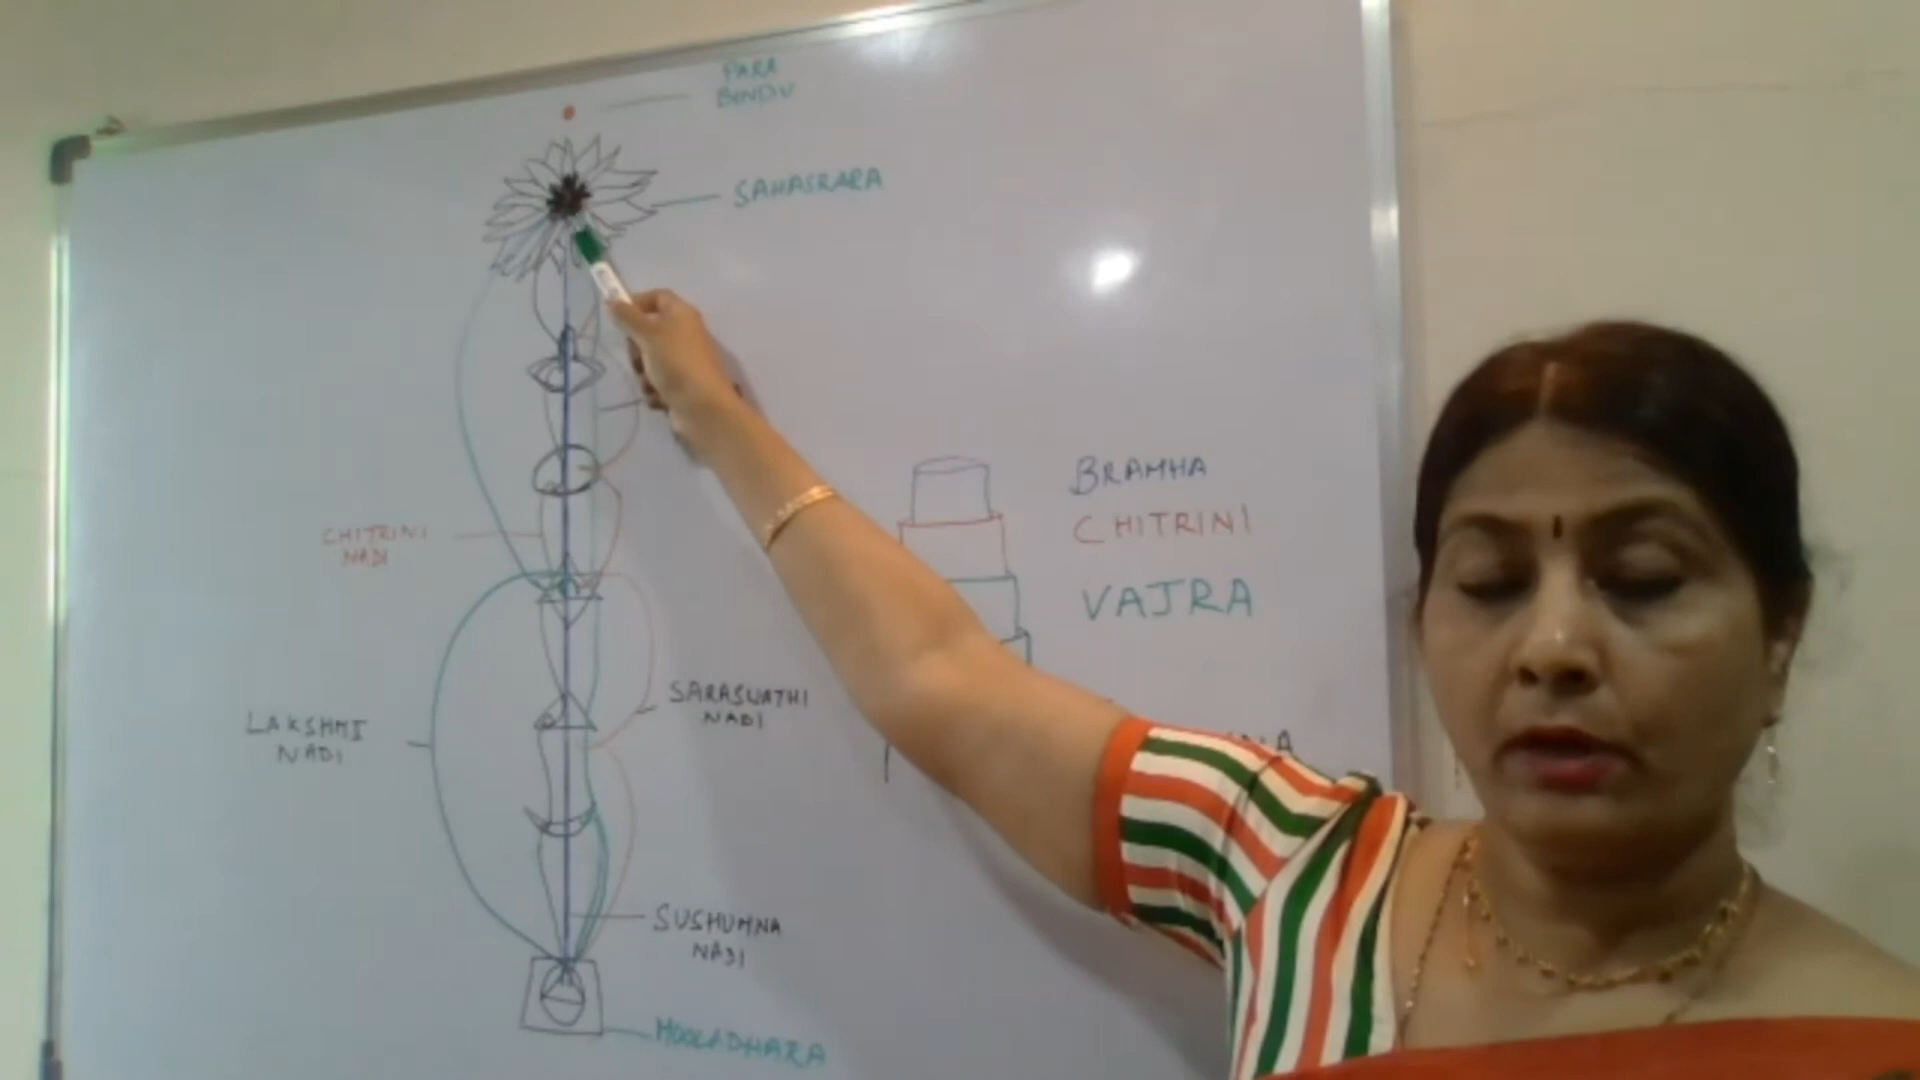 PARA
BINDU
SAHASRARA
BRAMHA
CHITRINI
CHITRINI
NADI
VAJRA
SARASWATHI
NADI
LAKSHMI
NADI
SUSHUMNA
NADI
MOOLADHARA